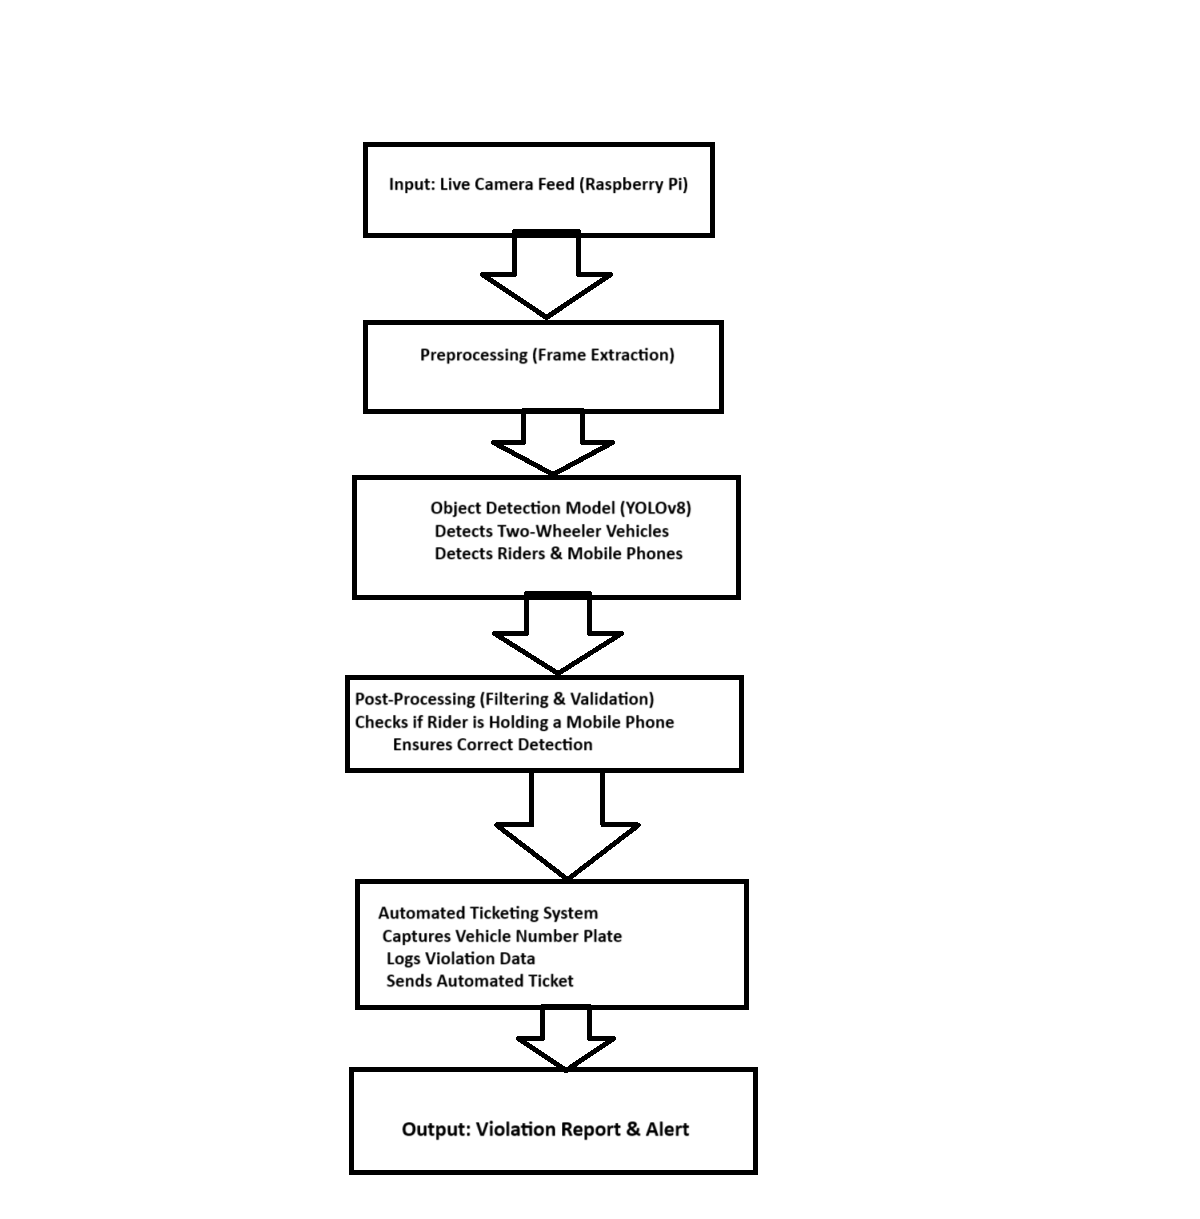 Input: Live Camera Feed (Raspberry Pi)
Preprocessing (Frame Extraction)
Object Detection Model (YOLOv8)
Detects Two-Wheeler Vehicles
Detects Riders & Mobile Phones
Post-Processing (Filtering & Validation)
Checks if Rider is Holding a Mobile Phone
Ensures Correct Detection
Automated Ticketing System
Captures Vehicle Number Plate
Logs Violation Data
Sends Automated Ticket
Output: Violation Report & Alert